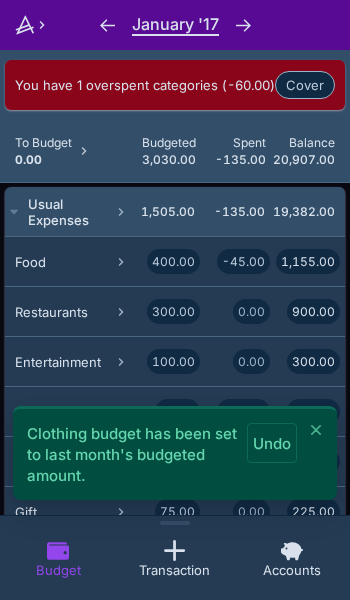 January '17
You have 1 overspent categories (-60.00) Cover
To Budget Budgeted Spent Balance
0.00 3,030.00 -135.00 20,907.00
Usual Expenses 1,505.00 -135.00 19,382.00
Food 400.00 -45.00 1,155.00
Restaurants 300.00 0.00 900.00
Entertainment 100.00 0.00 300.00
Clothing budget has been set
to last month's budgeted
amount.
Undo
Gift 75.00 0.00 225.00
Budget Transaction Accounts